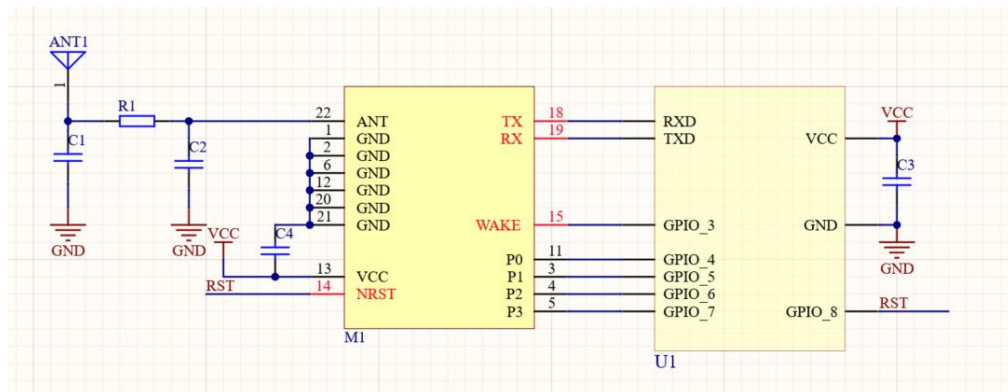 ANT1
1
R1
C1
C2
GND
GND
VCC
C4
RST
22 ANT
1 GND
2 GND
6 GND
12 GND
20 GND
21 GND
13 VCC
14 NRST
TX 18
RX 19
WAKE 15
P0 11
P1 3
P2 4
P3 5
M1
RXD
TXD
GPIO_3
GPIO_4
GPIO_5
GPIO_6
GPIO_7
VCC
GND
GPIO_8
U1
VCC
C3
GND
RST